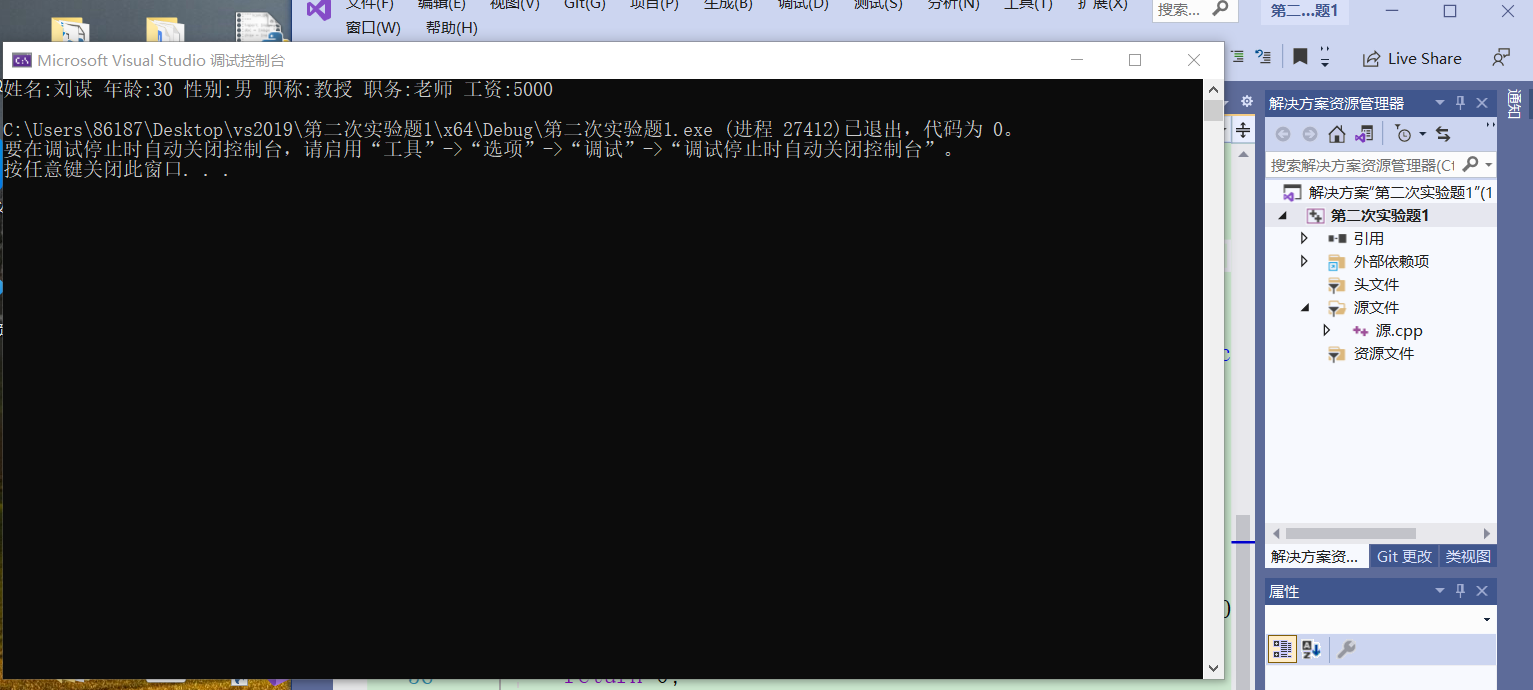 文件(F) 编辑(E) 视图(V) Git(G) 项目(P) 生成(B) 调试(D) 测试(S) 分析(N) 工具(T) 扩展(X) 搜索... 第二...题1
窗口(W) 帮助(H)
Microsoft Visual Studio 调试控制台
Live Share
姓名:刘谋 年龄:30 性别:男 职称:教授 职务:老师 工资:5000
C:\Users\86187\Desktop\vs2019\第二次实验题1\x64\Debug\第二次实验题1.exe (进程 27412)已退出，代码为 0。
要在调试停止时自动关闭控制台，请启用“工具”->“选项”->“调试”->“调试停止时自动关闭控制台”。
按任意键关闭此窗口. . .
解决方案资源管理器
通知
搜索解决方案资源管理器(Ct
解决方案“第二次实验题1”(1
第二次实验题1
引用
外部依赖项
头文件
源文件
源.cpp
资源文件
解决方案资... Git 更改 类视图
属性
return 0;